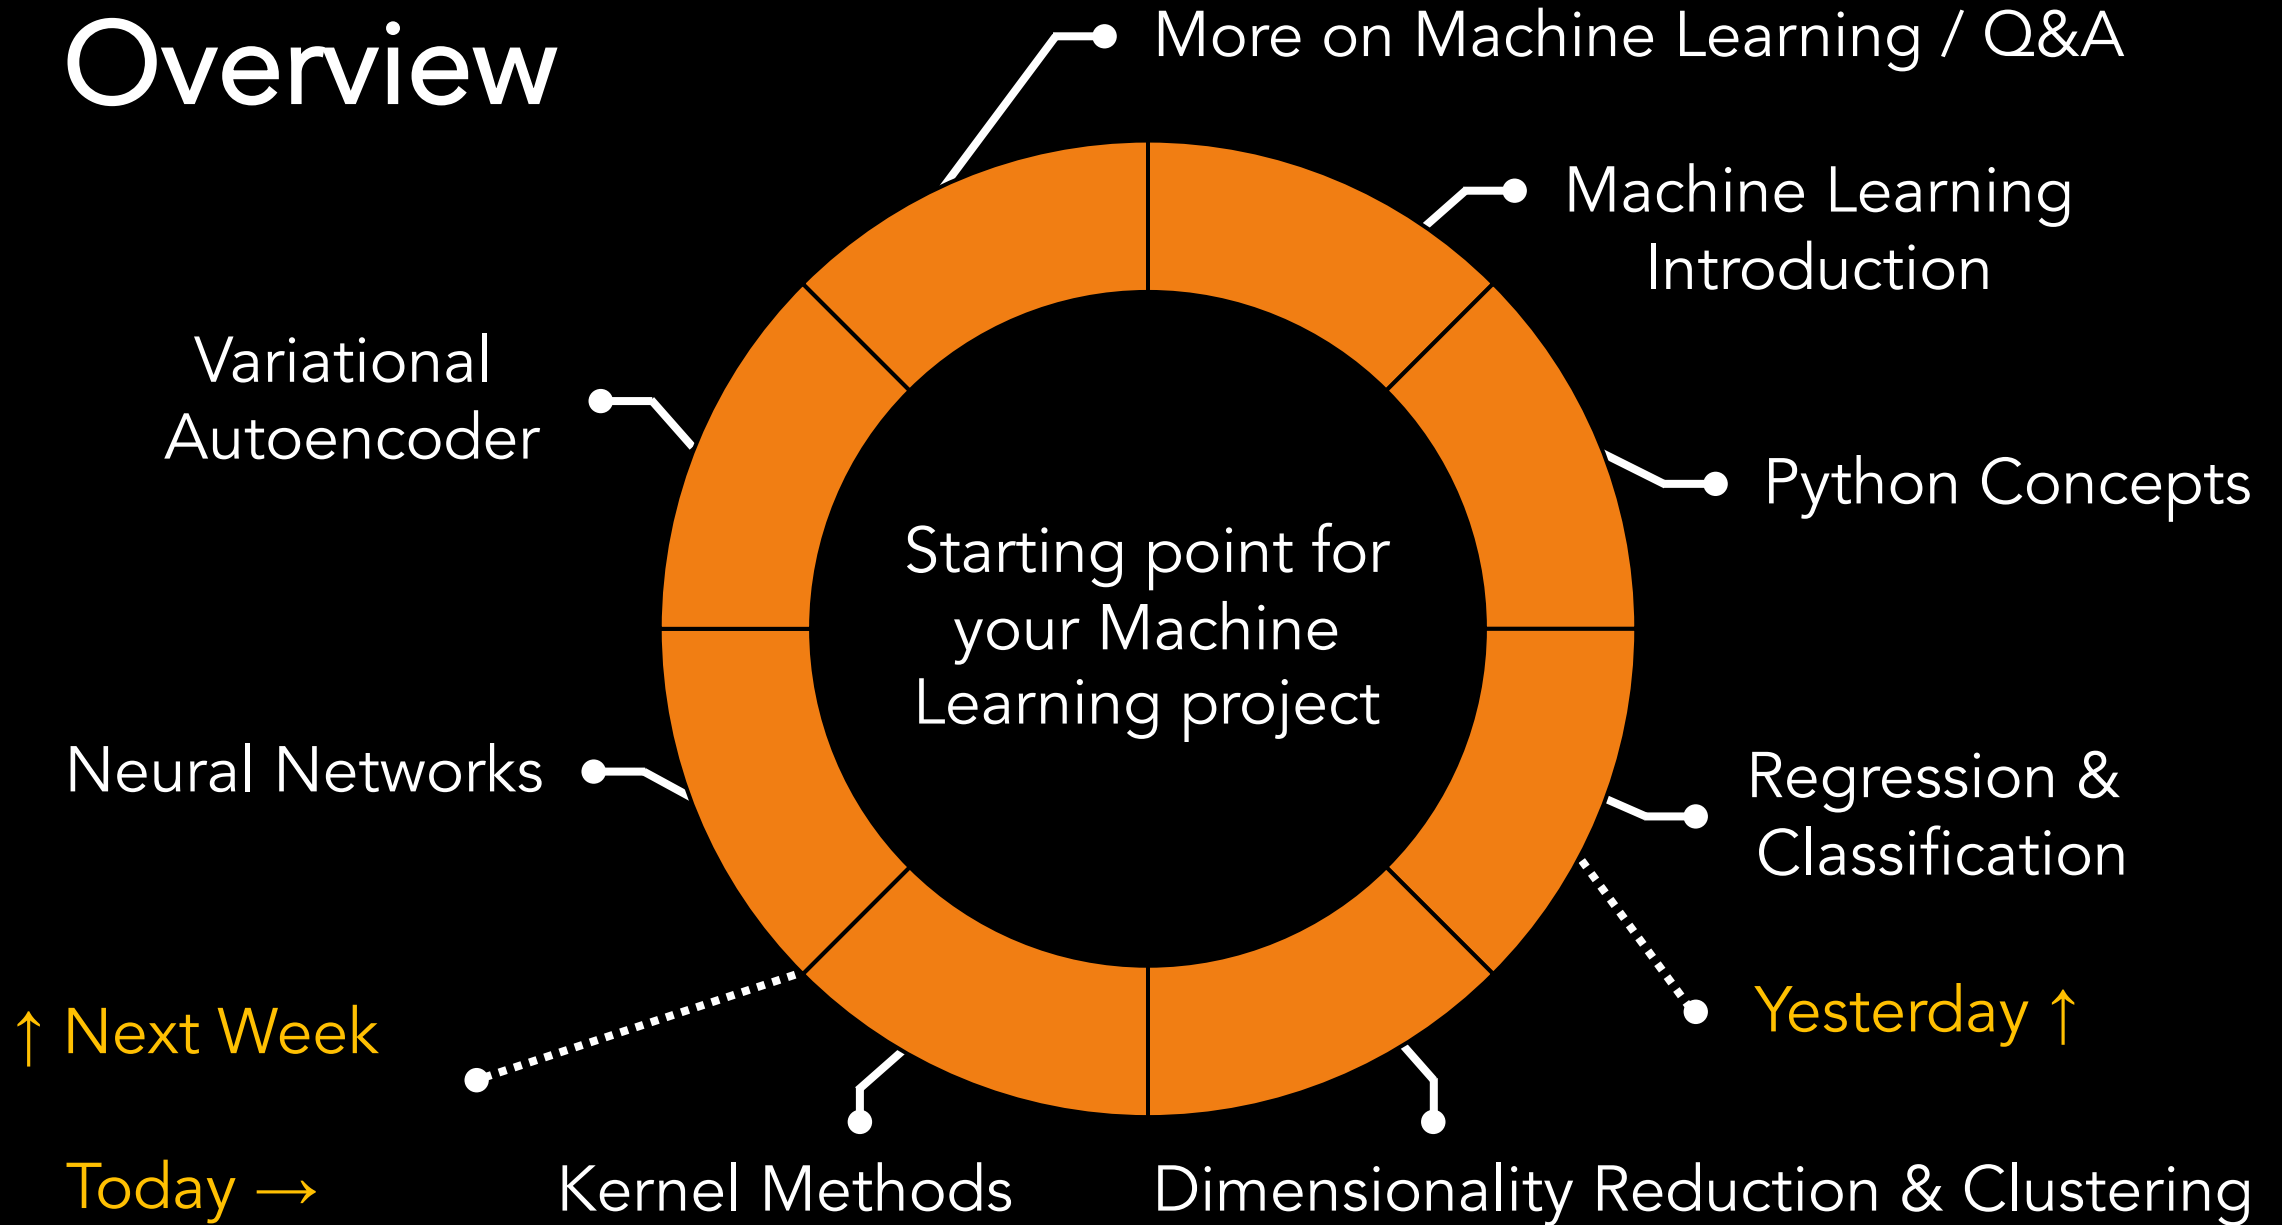 Overview
More on Machine Learning / Q&A
Machine Learning
Introduction
Variational
Autoencoder
Python Concepts
Starting point for
your Machine
Learning project
Neural Networks
Regression &
Classification
↑ Next Week
Yesterday ↑
Today →
Kernel Methods
Dimensionality Reduction & Clustering